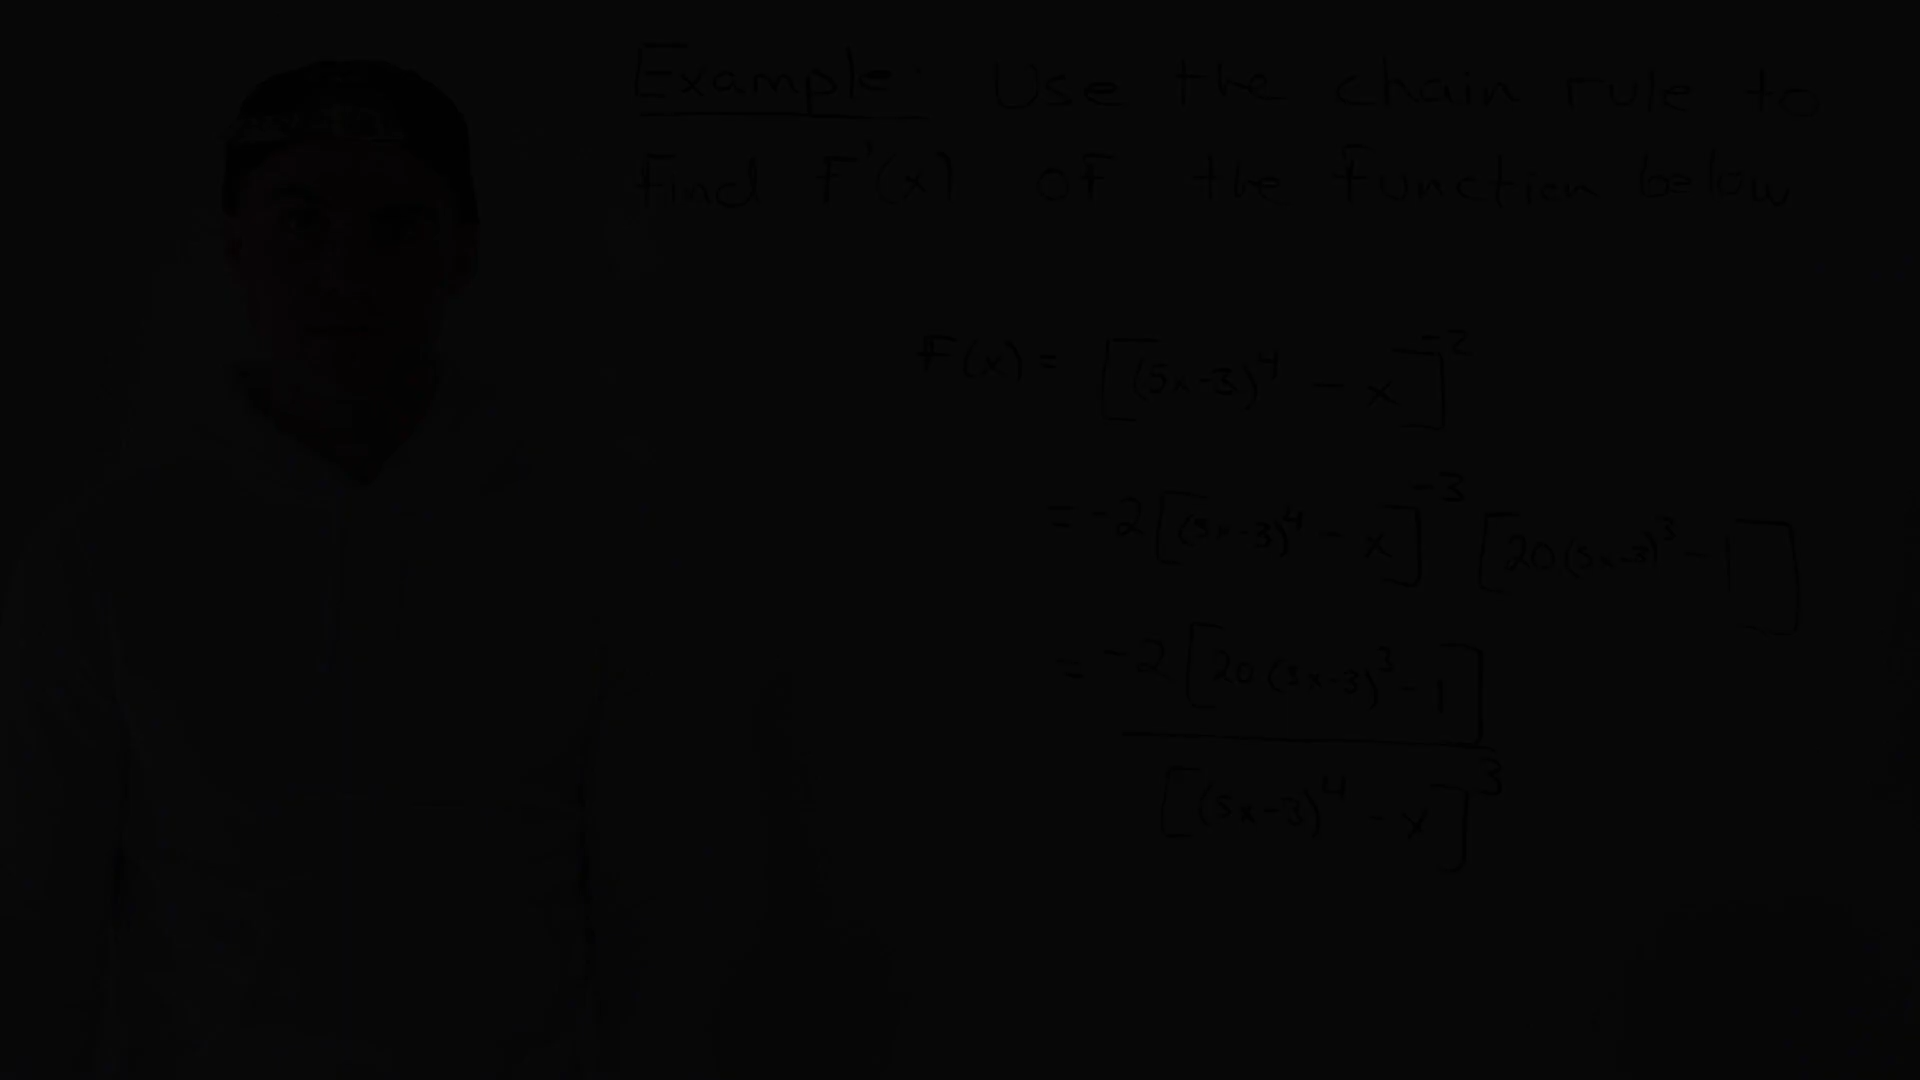 Example: Use the chain rule to
find F'(x) of the function below
F(x) = [(5x-3)^4 - x]^-2
= -2[(5x-3)^4 - x]^-3 [20(5x-3)^3 - 1]
= -2[20(5x-3)^3 - 1]
[(5x-3)^4 - x]^3